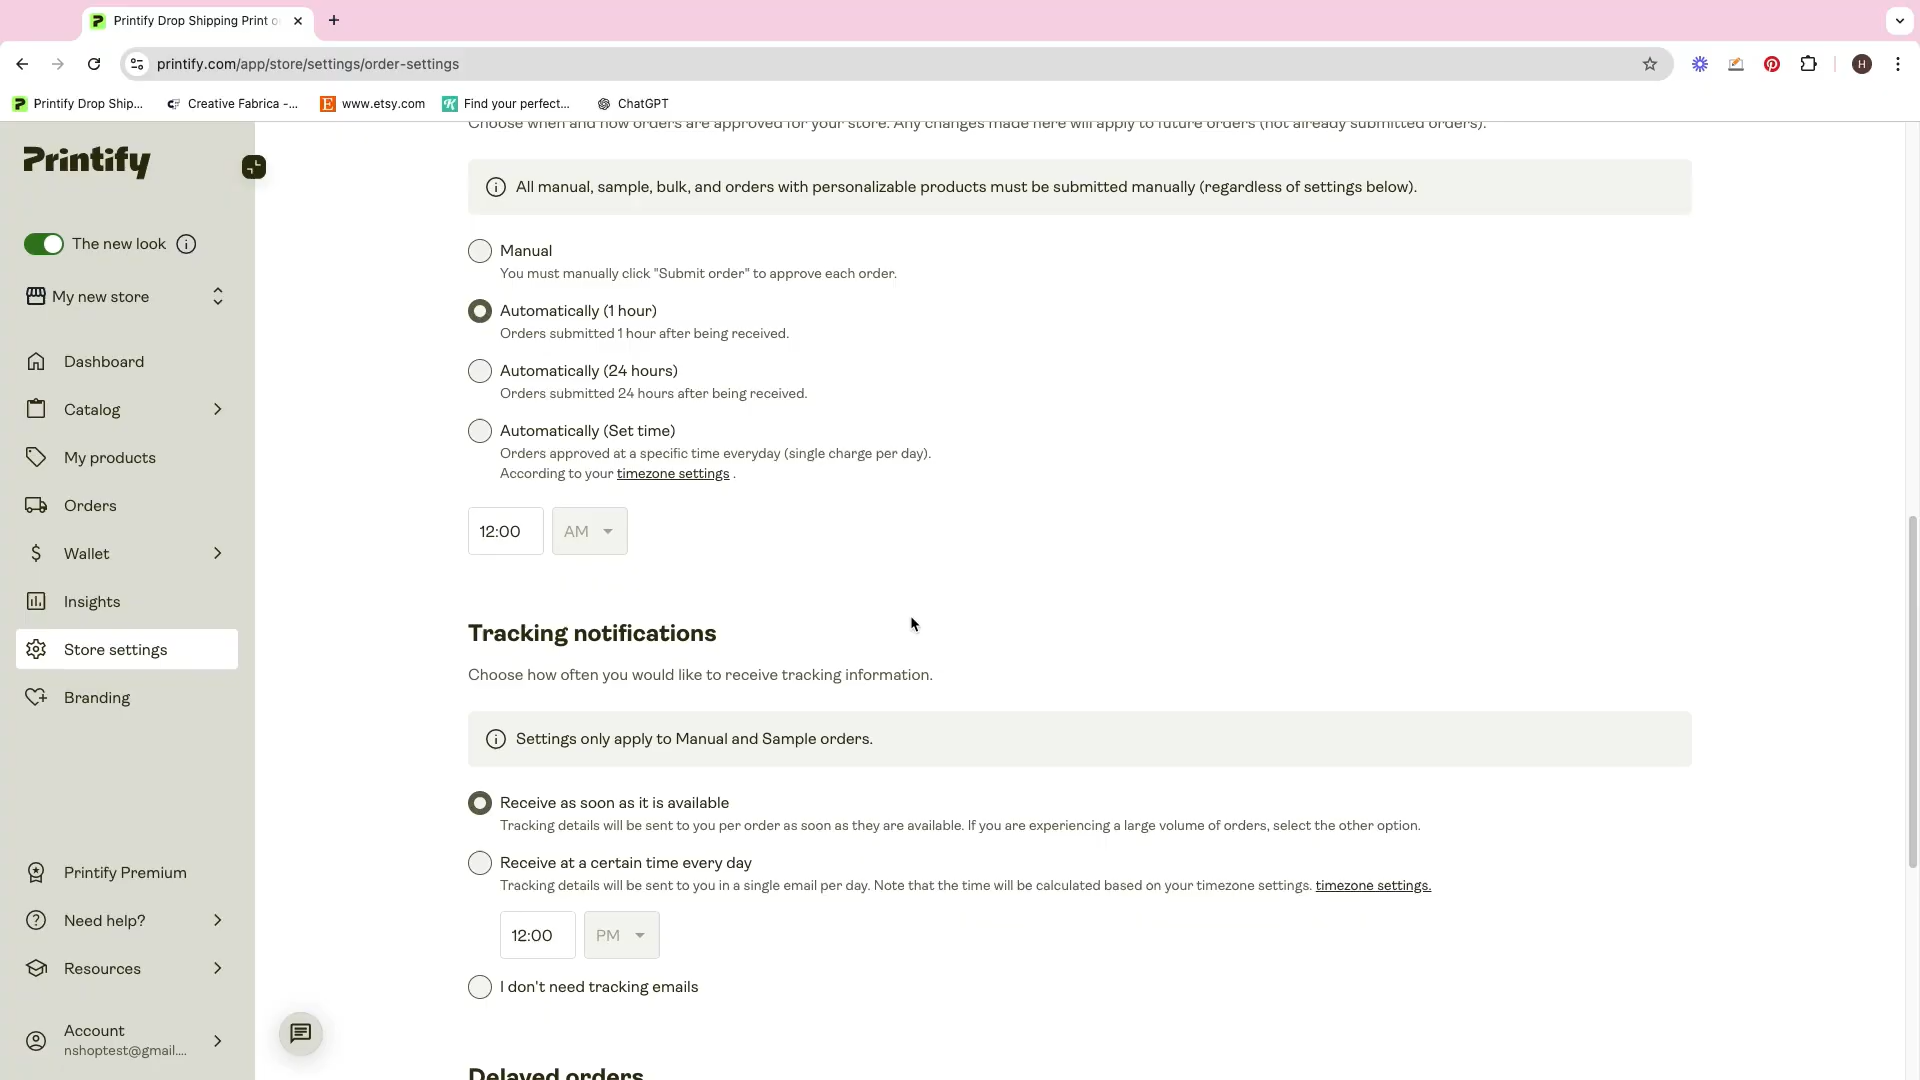 Printify Drop Shipping Print o
printify.com/app/store/settings/order-settings
H
Printify Drop Ship...
Creative Fabrica -...
www.etsy.com
Find your perfect...
ChatGPT
Printify
The new look
My new store
Dashboard
Catalog
My products
Orders
Wallet
Insights
Store settings
Branding
Printify Premium
Need help?
Resources
Account
nshoptest@gmail....
Choose when and how orders are approved for your store. Any changes made here will apply to future orders (not already submitted orders).
All manual, sample, bulk, and orders with personalizable products must be submitted manually (regardless of settings below).
Manual
You must manually click "Submit order" to approve each order.
Automatically (1 hour)
Orders submitted 1 hour after being received.
Automatically (24 hours)
Orders submitted 24 hours after being received.
Automatically (Set time)
Orders approved at a specific time everyday (single charge per day).
According to your timezone settings .
12:00 AM
Tracking notifications
Choose how often you would like to receive tracking information.
Settings only apply to Manual and Sample orders.
Receive as soon as it is available
Tracking details will be sent to you per order as soon as they are available. If you are experiencing a large volume of orders, select the other option.
Receive at a certain time every day
Tracking details will be sent to you in a single email per day. Note that the time will be calculated based on your timezone settings. timezone settings.
12:00 PM
I don't need tracking emails
Delayed orders